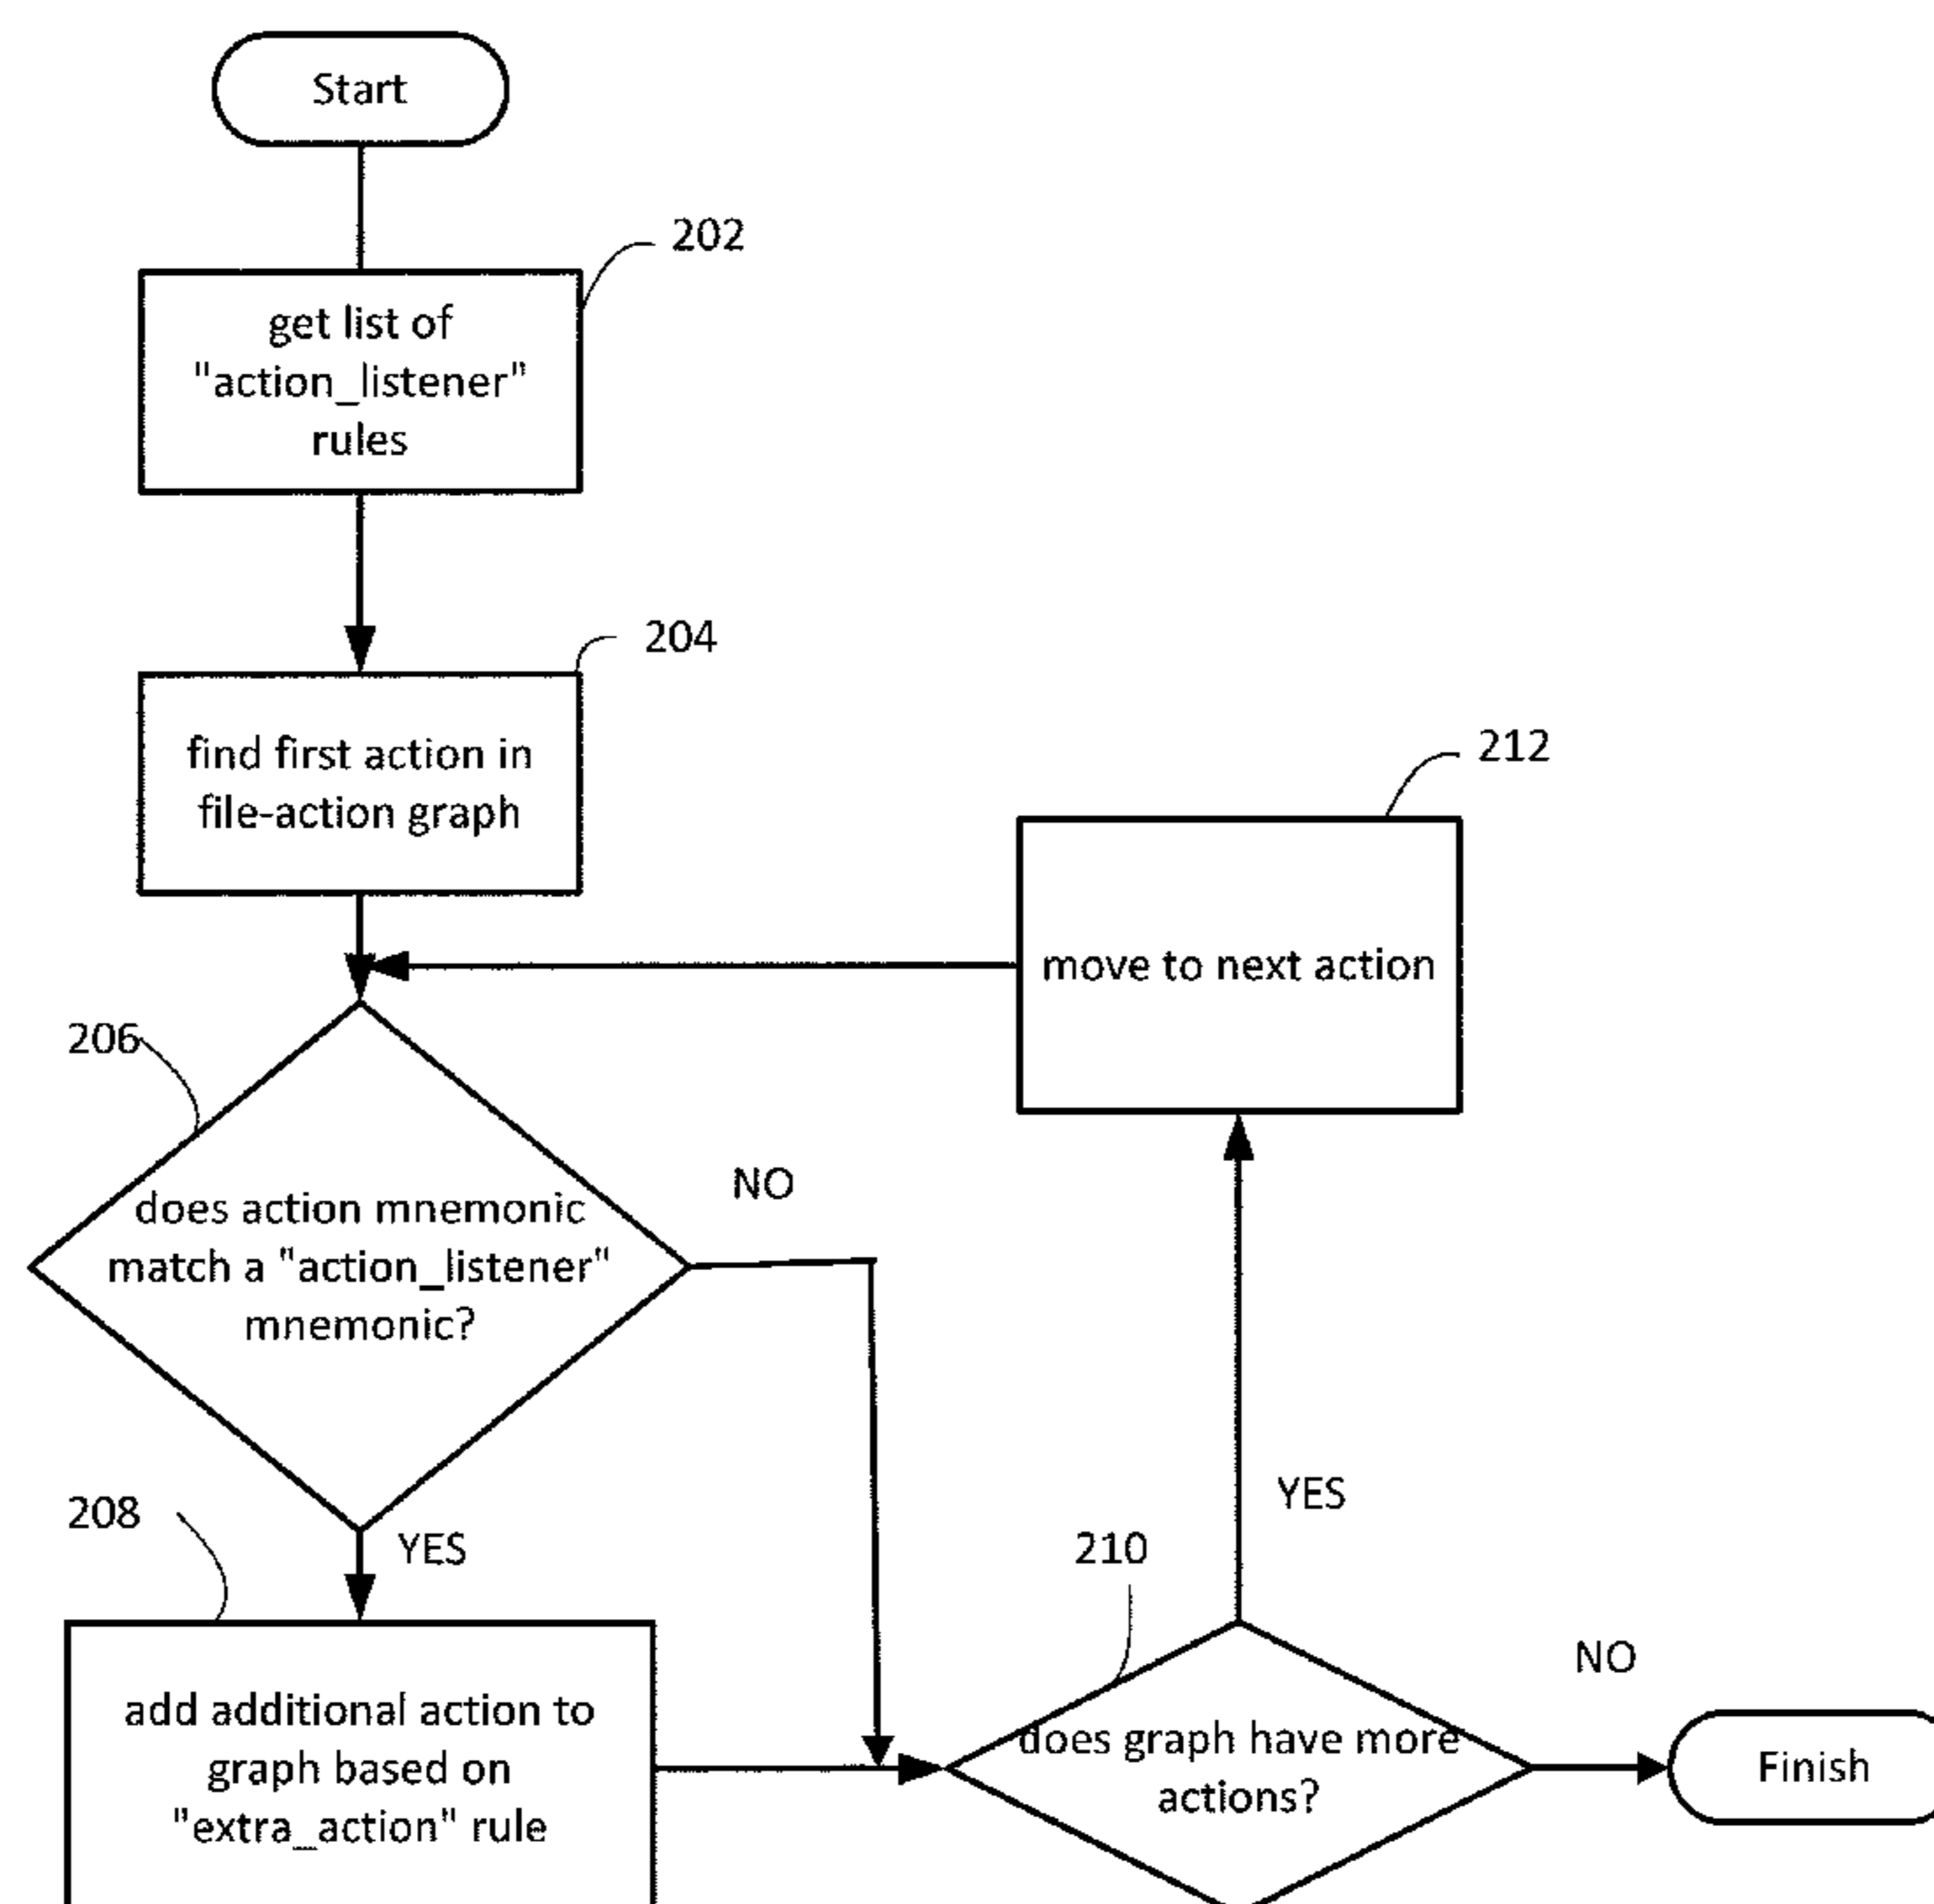 Start
202
get list of
"action_listener"
rules
204
find first action in
file-action graph
212
move to next action
206
does action mnemonic
match a "action_listener"
mnemonic?
NO
YES
208
add additional action to
graph based on
"extra_action" rule
210
YES
does graph have more
actions?
NO
Finish